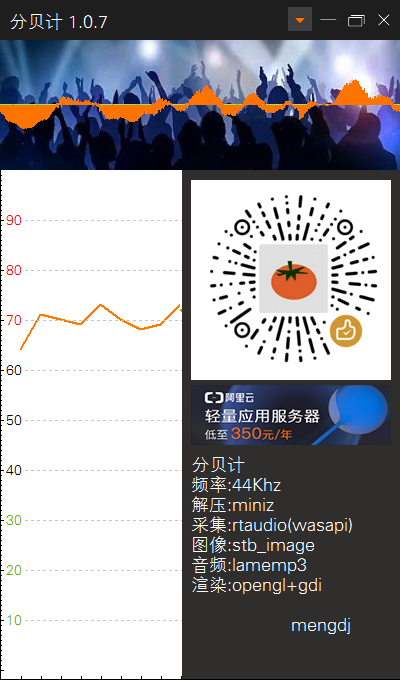 分贝计 1.0.7
90
80
70
60
50
40
30
20
10
阿里云
轻量应用服务器
低至 350元/年
分贝计
频率:44Khz
解压:miniz
采集:rtaudio(wasapi)
图像:stb_image
音频:lamemp3
渲染:opengl+gdi
mengdj